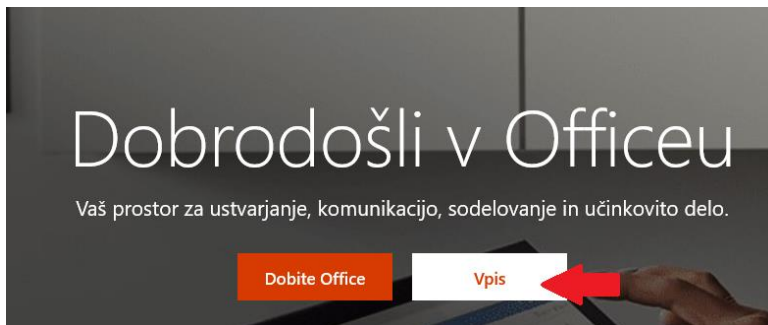 Dobrodošli v Officeu
Vaš prostor za ustvarjanje, komunikacijo, sodelovanje in učinkovito delo.
Dobite Office
Vpis